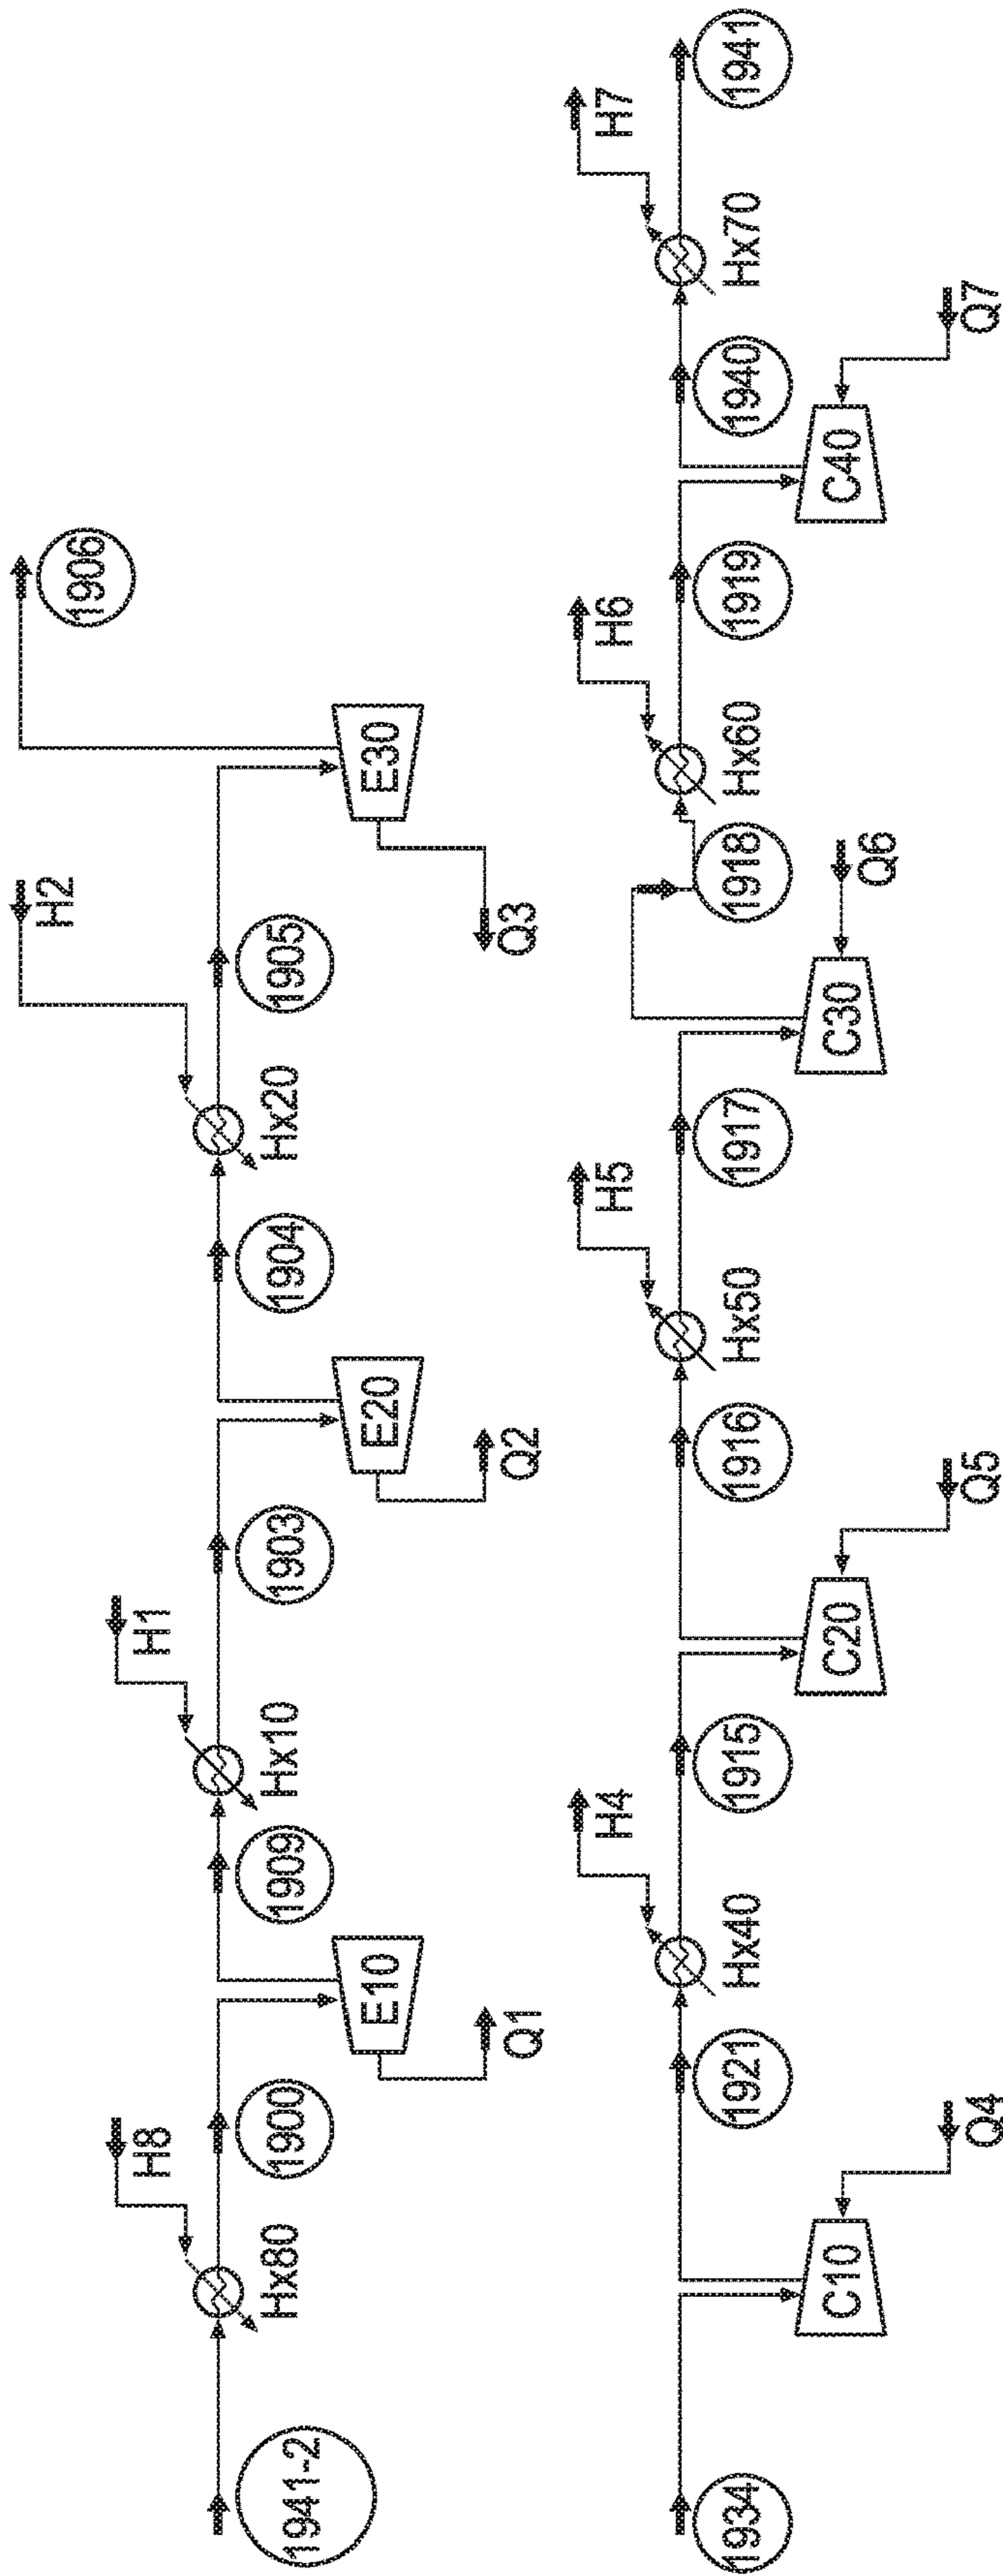 1941-2
Hx80
H8
1900
E10
Q1
1909
Hx10
H1
1903
E20
Q2
1904
Hx20
H2
1905
E30
Q3
1906
1934
C10
Q4
1921
Hx40
H4
1915
C20
Q5
1916
Hx50
H5
1917
C30
Q6
1918
Hx60
H6
1919
C40
Q7
1940
Hx70
H7
1941